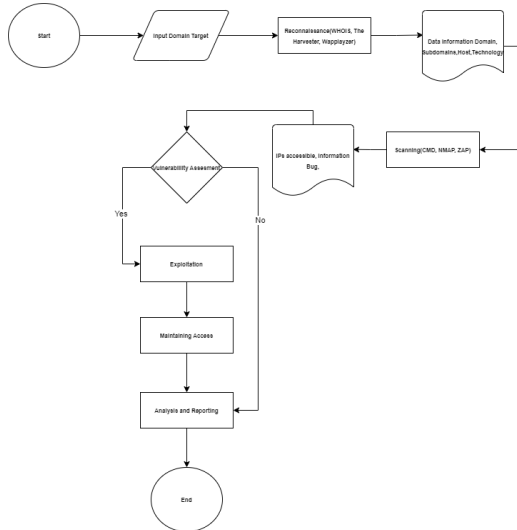 Start
Input Domain Target
Reconnaissance(WHOIS, The
Harvester, Wapplayzer)
Data Information Domain,
Subdomains,Host,Technology
Scanning(CMD, NMAP, ZAP)
IPs accessible, Information
Bug,
Vulnerability Assesment
Yes
No
Exploitation
Maintaining Access
Analysis and Reporting
End